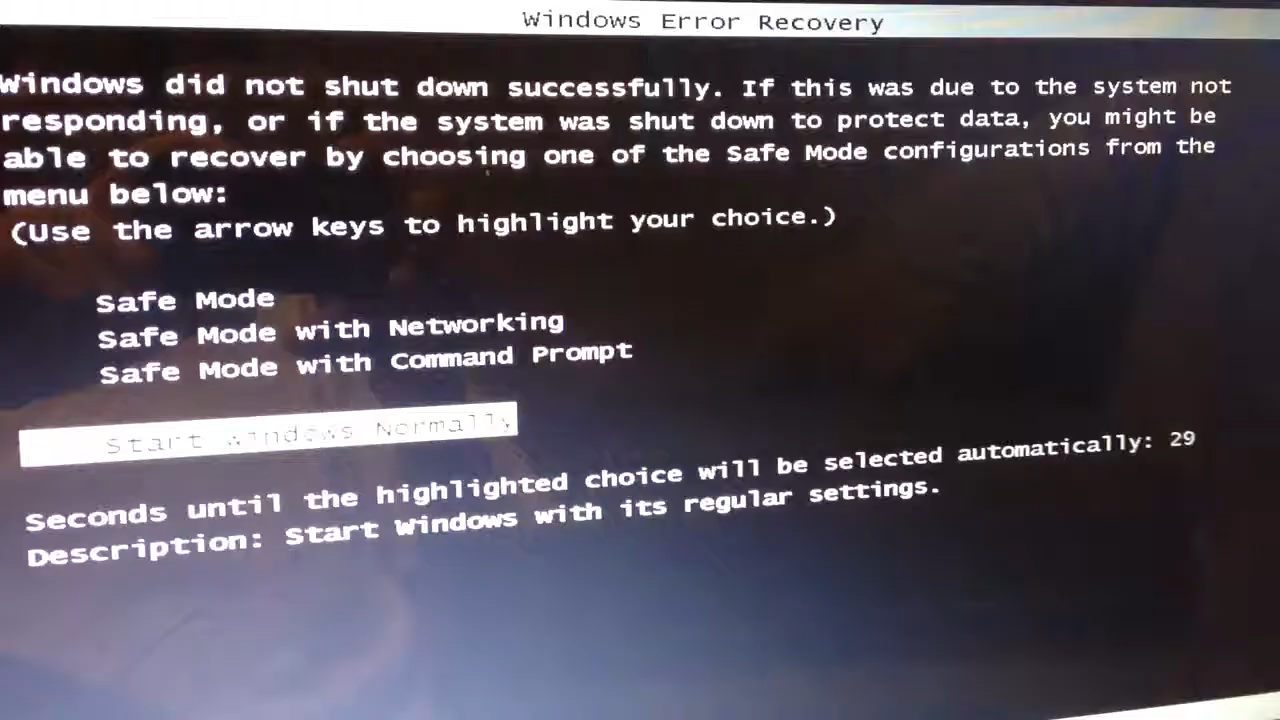 Windows Error Recovery
Windows did not shut down successfully. If this was due to the system not
responding, or if the system was shut down to protect data, you might be
able to recover by choosing one of the Safe Mode configurations from the
menu below:
(Use the arrow keys to highlight your choice.)
Safe Mode
Safe Mode with Networking
Safe Mode with Command Prompt
Start Windows Normally
Seconds until the highlighted choice will be selected automatically: 29
Description: Start Windows with its regular settings.